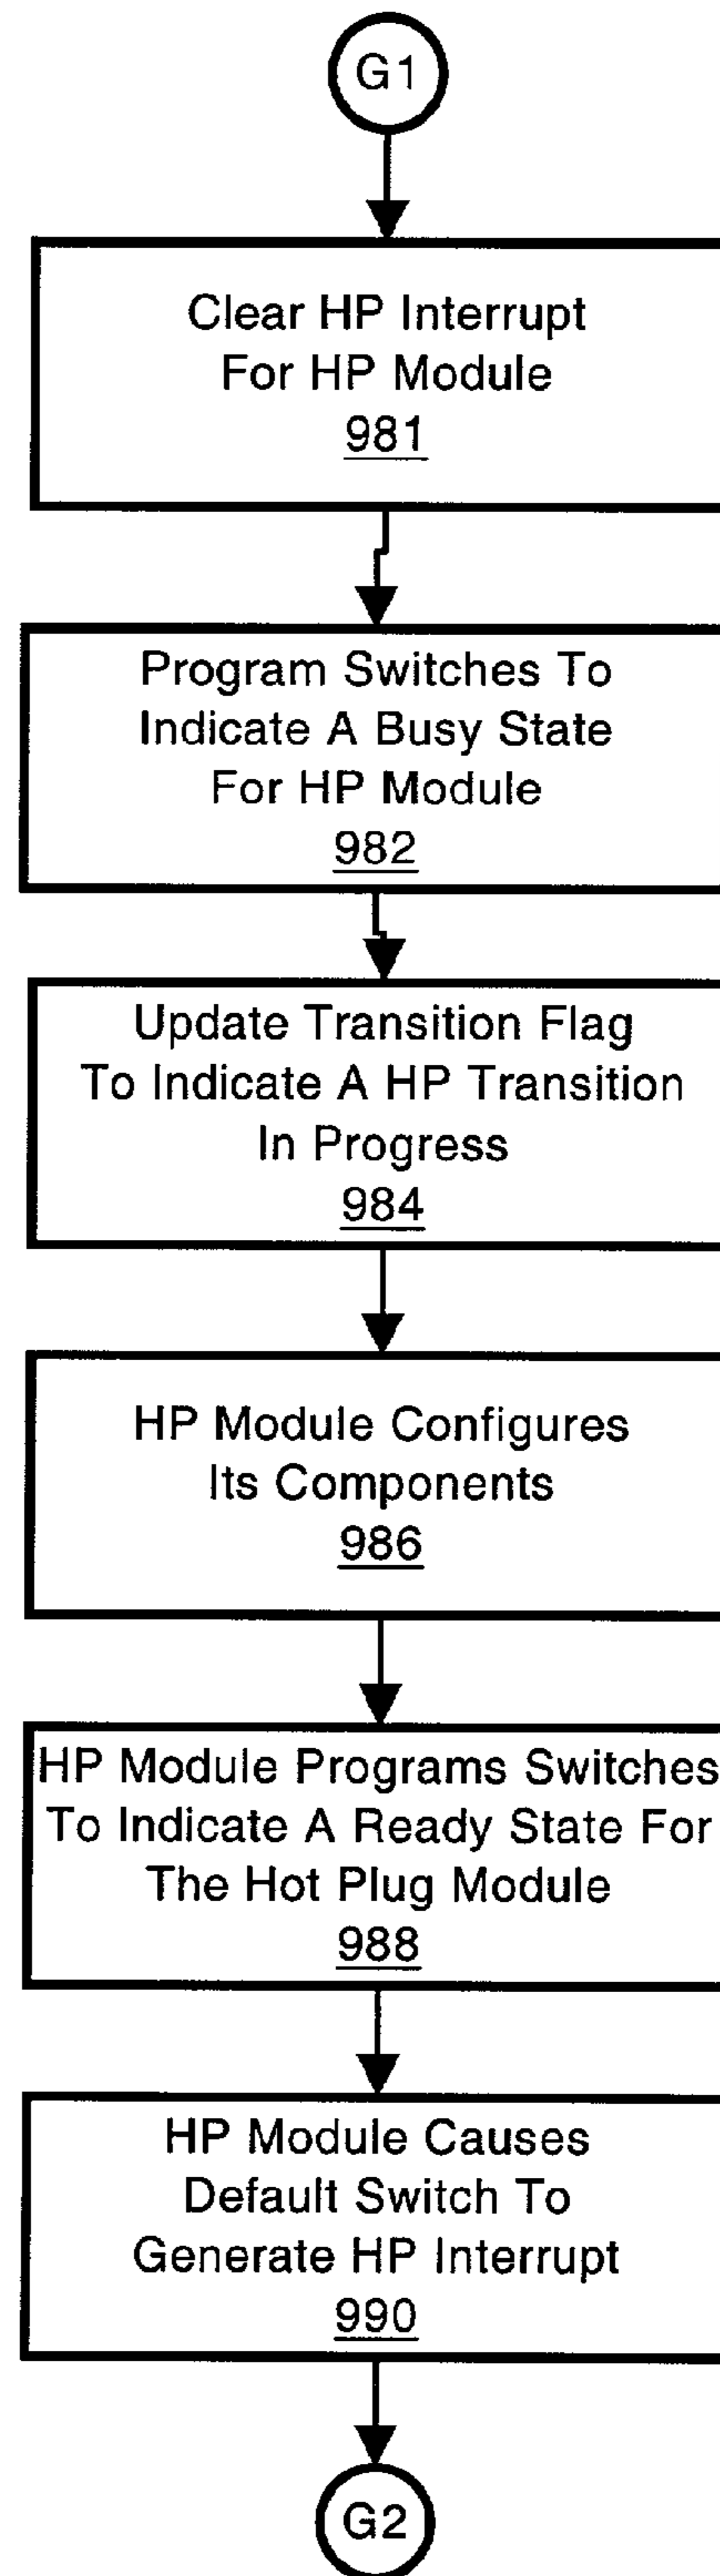 G1
Clear HP Interrupt
For HP Module
981
Program Switches To
Indicate A Busy State
For HP Module
982
Update Transition Flag
To Indicate A HP Transition
In Progress
984
HP Module Configures
Its Components
986
HP Module Programs Switches
To Indicate A Ready State For
The Hot Plug Module
988
HP Module Causes
Default Switch To
Generate HP Interrupt
990
G2